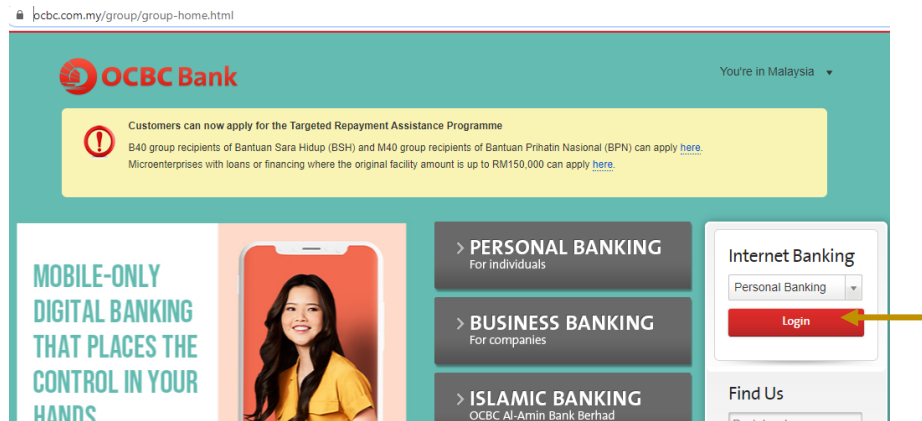 ocbc.com.my/group/group-home.html
OCBC Bank
You're in Malaysia
Customers can now apply for the Targeted Repayment Assistance Programme
B40 group recipients of Bantuan Sara Hidup (BSH) and M40 group recipients of Bantuan Prihatin Nasional (BPN) can apply here.
Microenterprises with loans or financing where the original facility amount is up to RM150,000 can apply here.
MOBILE-ONLY
DIGITAL BANKING
THAT PLACES THE
CONTROL IN YOUR
HANDS
> PERSONAL BANKING
For individuals
> BUSINESS BANKING
For companies
> ISLAMIC BANKING
OCBC Al-Amin Bank Berhad
Internet Banking
Personal Banking
Login
Find Us